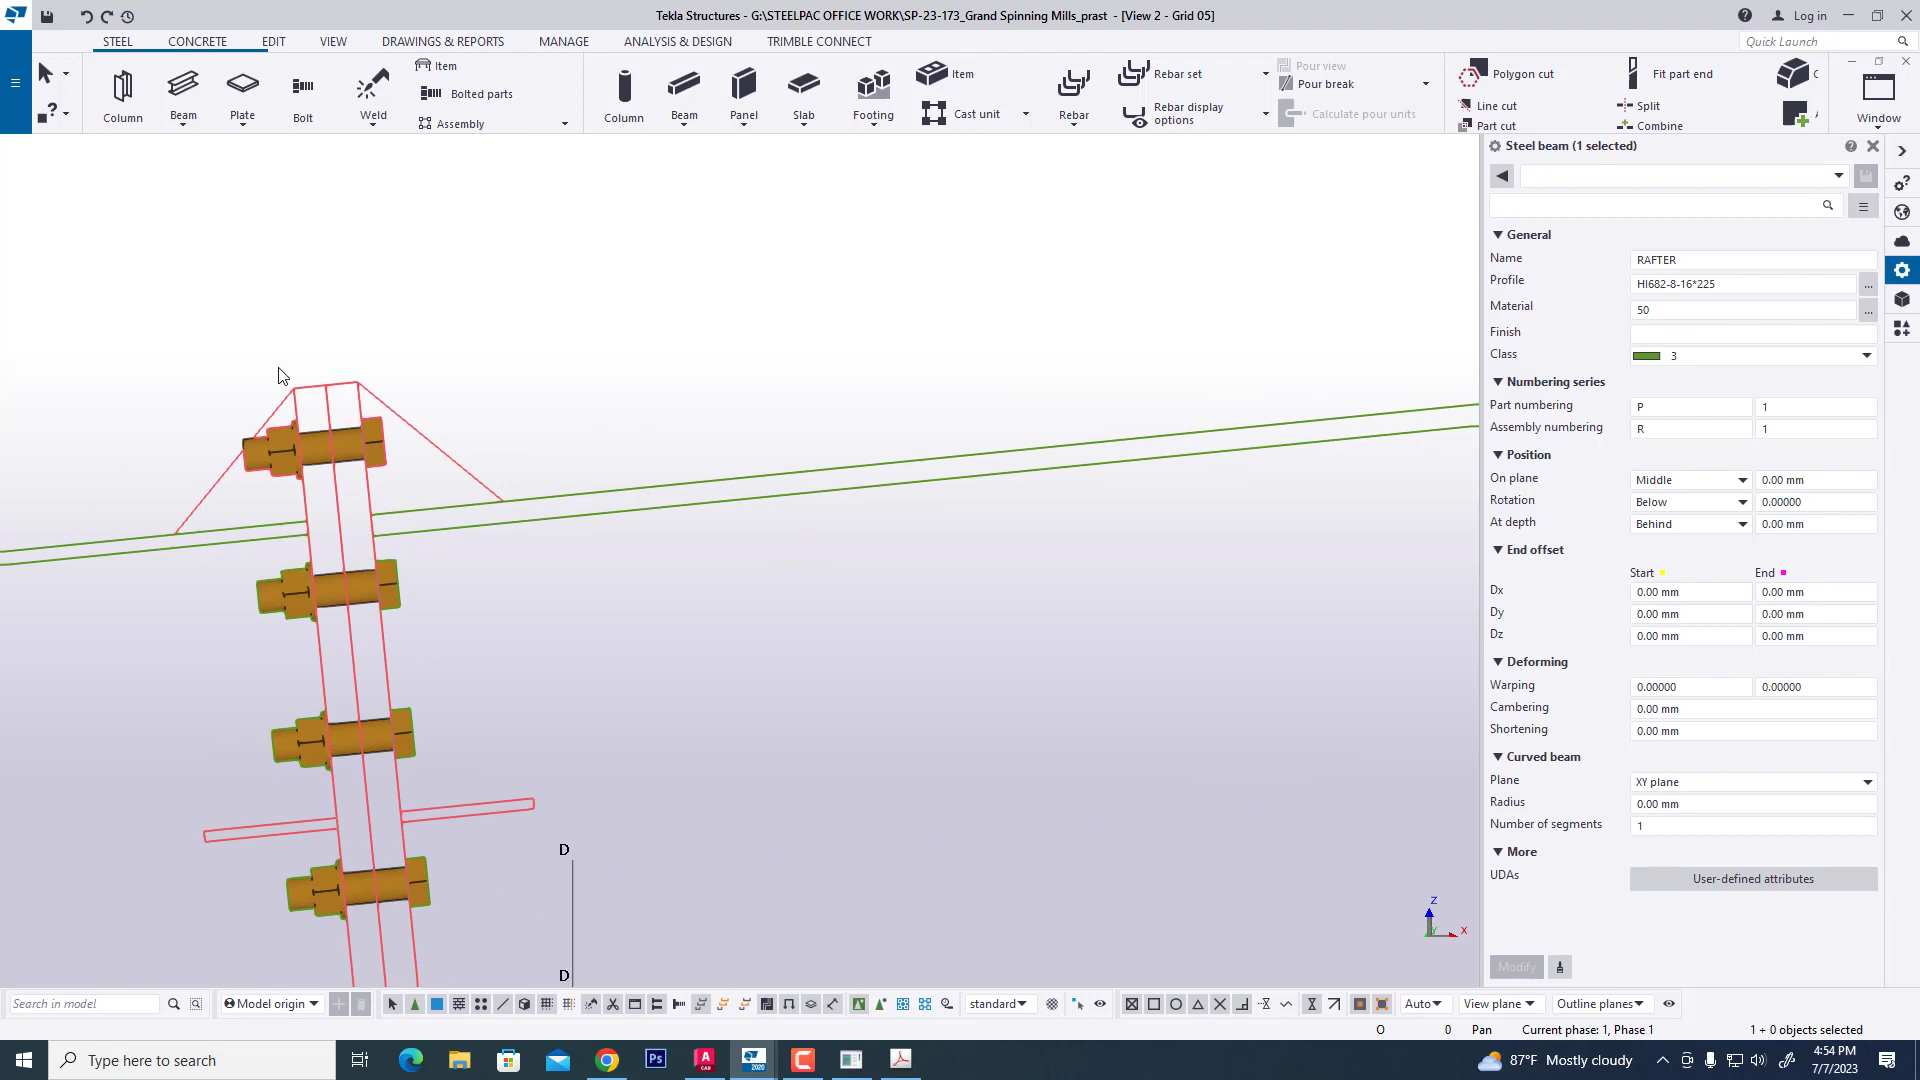 Tekla Structures - G:\STEELPAC OFFICE WORK\SP-23-173_Grand Spinning Mills_prast - [View 2 - Grid 05]
Log in
STEEL CONCRETE EDIT VIEW DRAWINGS & REPORTS MANAGE ANALYSIS & DESIGN TRIMBLE CONNECT
Quick Launch
Column
Beam
Plate
Bolt
Weld
Item
Bolted parts
Assembly
Column
Beam
Panel
Slab
Footing
Item
Cast unit
Rebar
Rebar set
Rebar display
options
Pour view
Pour break
Calculate pour units
Polygon cut
Line cut
Part cut
Fit part end
Split
Combine
Window
Steel beam (1 selected)
General
Name RAFTER
Profile HI682-8-16*225 ...
Material 50 ...
Finish
Class 3
Numbering series
Part numbering P 1
Assembly numbering R 1
Position
On plane Middle 0.00 mm
Rotation Below 0.00000
At depth Behind 0.00 mm
End offset
Start End
Dx 0.00 mm 0.00 mm
Dy 0.00 mm 0.00 mm
Dz 0.00 mm 0.00 mm
Deforming
Warping 0.00000 0.00000
Cambering 0.00 mm
Shortening 0.00 mm
Curved beam
Plane XY plane
Radius 0.00 mm
Number of segments 1
More
UDAs User-defined attributes
Modify
D
D
Z
Y
X
Search in model
Model origin
standard
Auto
View plane
Outline planes
O 0 Pan Current phase: 1, Phase 1 1 + 0 objects selected
Type here to search
87°F Mostly cloudy
4:54 PM
7/7/2023